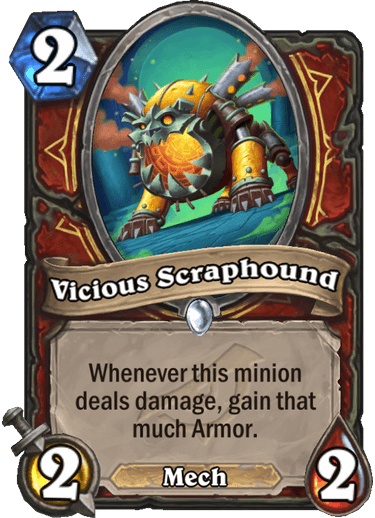 2
Vicious Scraphound
Whenever this minion
deals damage, gain that
much Armor.
2
Mech
2